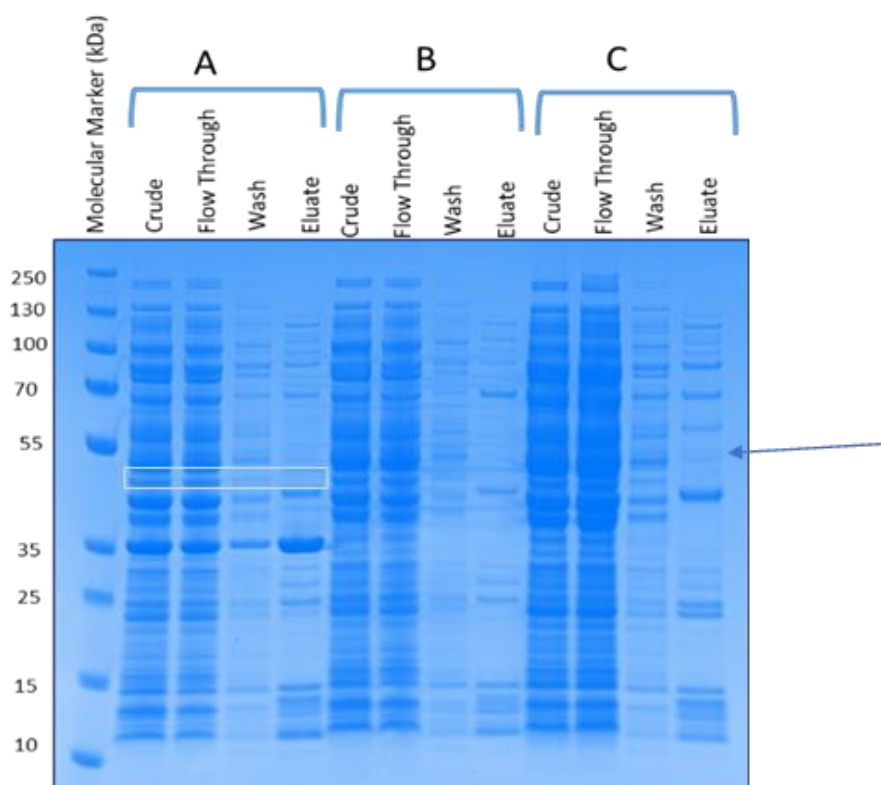 A
B
C
Molecular Marker (kDa)
Crude
Flow Through
Wash
Eluate
Crude
Flow Through
Wash
Eluate
Crude
Flow Through
Wash
Eluate
250
130
100
70
55
35
25
15
10